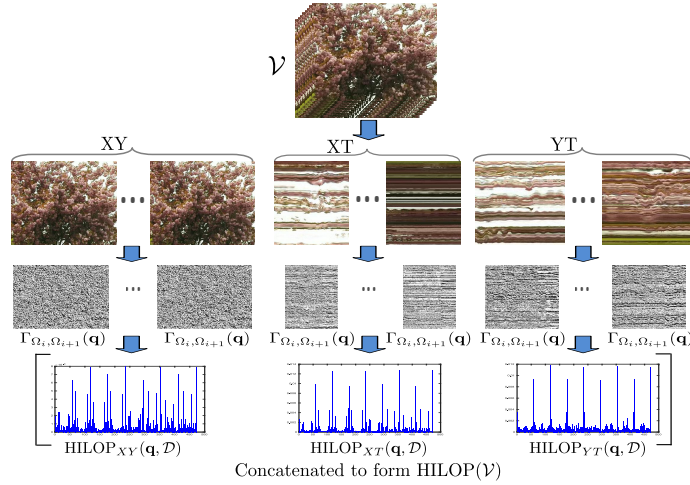 𝒱
XY
XT
YT
Γ_{Ω_i,Ω_{i+1}}(q)
Γ_{Ω_i,Ω_{i+1}}(q)
Γ_{Ω_i,Ω_{i+1}}(q)
Γ_{Ω_i,Ω_{i+1}}(q)
Γ_{Ω_i,Ω_{i+1}}(q)
Γ_{Ω_i,Ω_{i+1}}(q)
HILOP_{XY}(q, 𝒟)
HILOP_{XT}(q, 𝒟)
HILOP_{YT}(q, 𝒟)
Concatenated to form HILOP(𝒱)